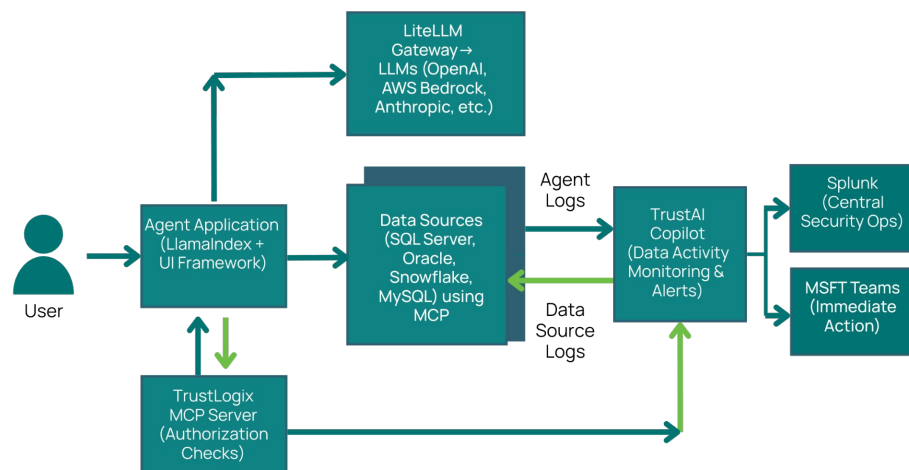 LiteLLM
Gateway→
LLMs (OpenAI,
AWS Bedrock,
Anthropic, etc.)
Agent Application
(LlamaIndex +
UI Framework)
User
Data Sources
(SQL Server,
Oracle,
Snowflake,
MySQL) using
MCP
Agent
Logs
Data
Source
Logs
TrustAI
Copilot
(Data Activity
Monitoring &
Alerts)
Splunk
(Central
Security Ops)
MSFT Teams
(Immediate
Action)
TrustLogix
MCP Server
(Authorization
Checks)